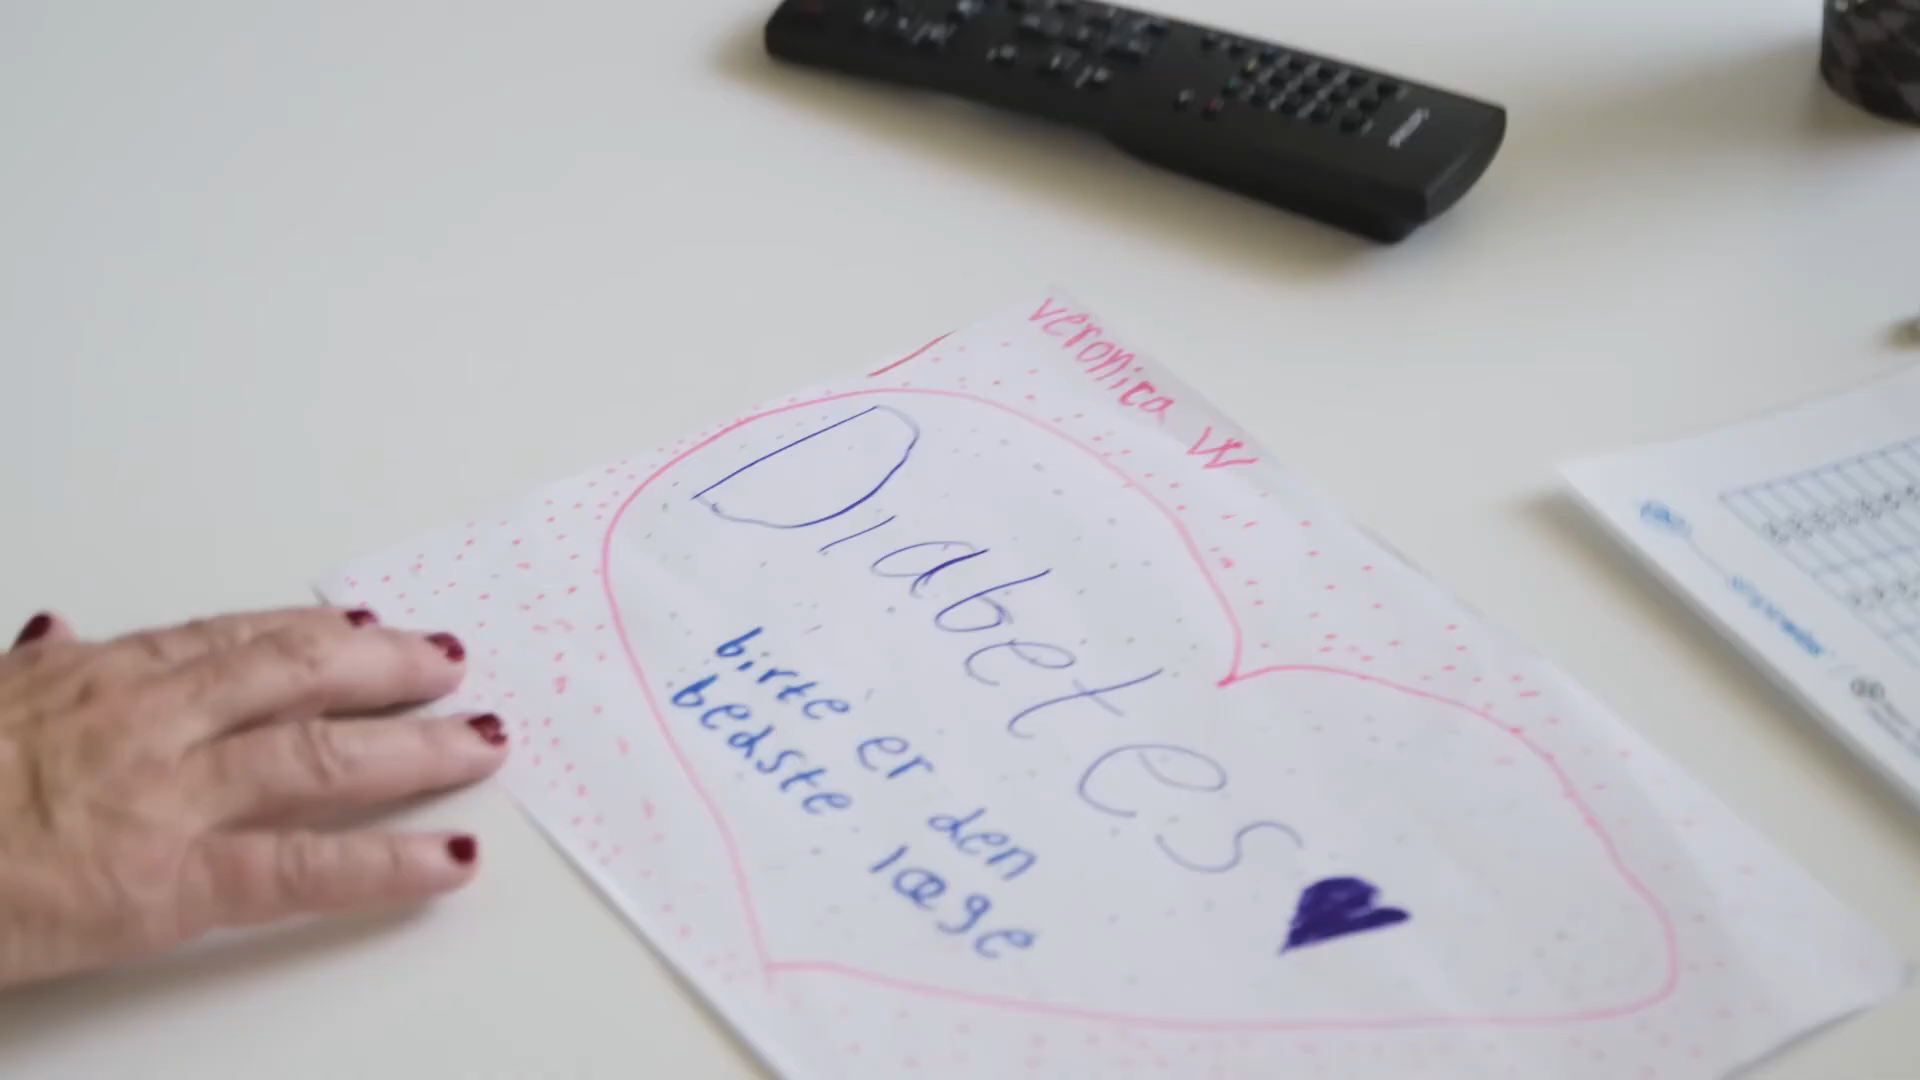 veronica W
Diabetes
birte er den
bedste læge